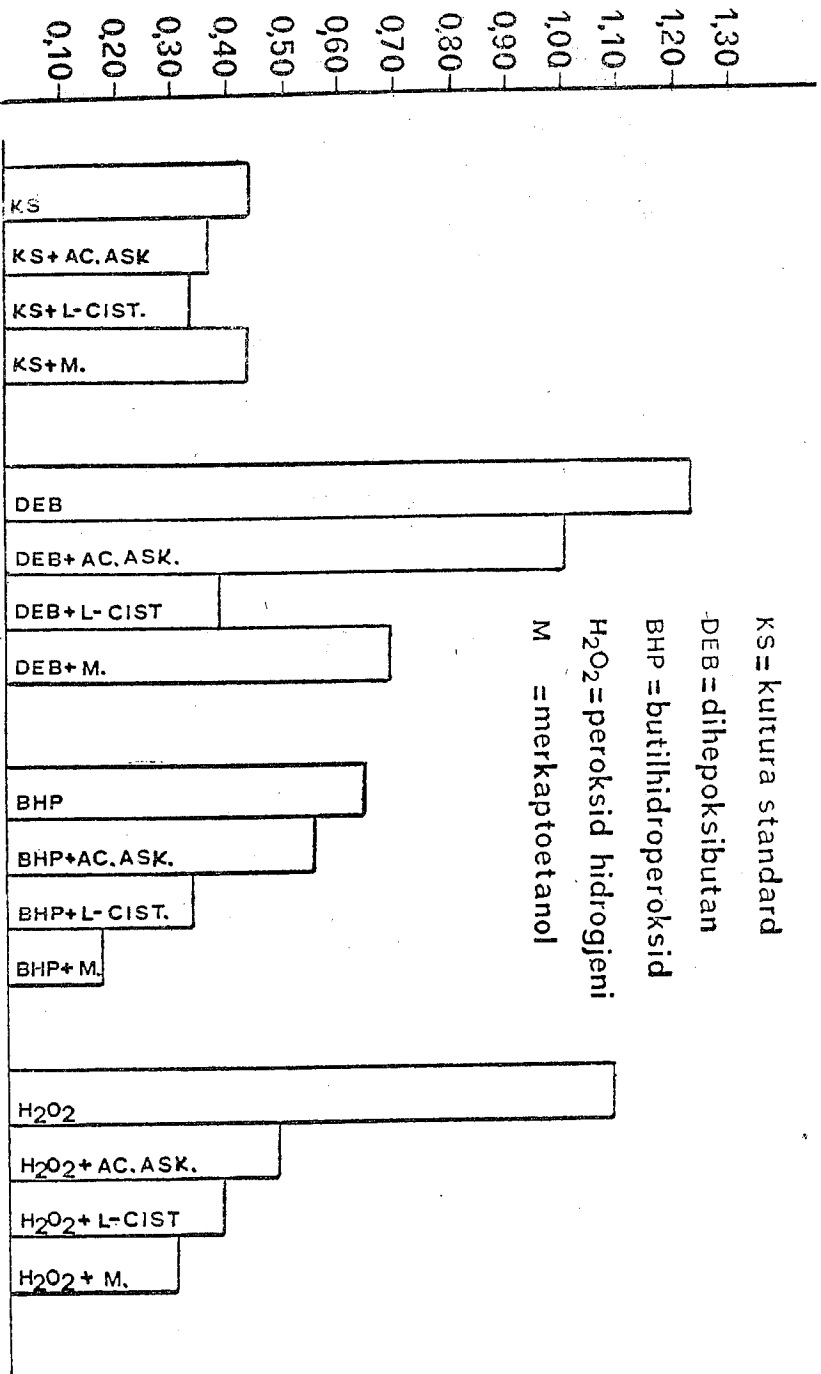 1,30
1,20
1,10
1,00
0,90
0,80
0,70
0,60
0,50
0,40
0,30
0,20
0,10
KS
KS+AC.ASK
KS+L-CIST.
KS+M.
DEB
DEB+AC.ASK.
DEB+L-CIST
DEB+M.
BHP
BHP+AC.ASK.
BHP+L-CIST.
BHP+M.
H₂O₂
H₂O₂+AC.ASK.
H₂O₂+L-CIST
H₂O₂+ M.
KS=kultura standard
DEB=dihepoksibutan
BHP=butilhidroperoksid
H₂O₂=peroksid hidrogjeni
M =merkaptoetanol